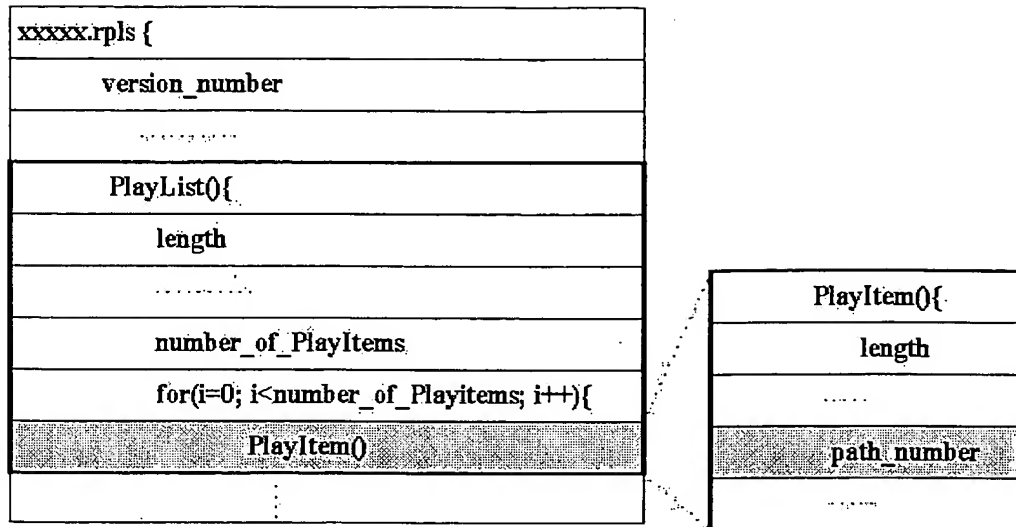 xxxxx.rpls {
version_number
..........
PlayList(){
length
..........
number_of_PlayItems
for(i=0; i<number_of_Playitems; i++){
PlayItem()
⋮
PlayItem(){
length
.....
path_number
.....